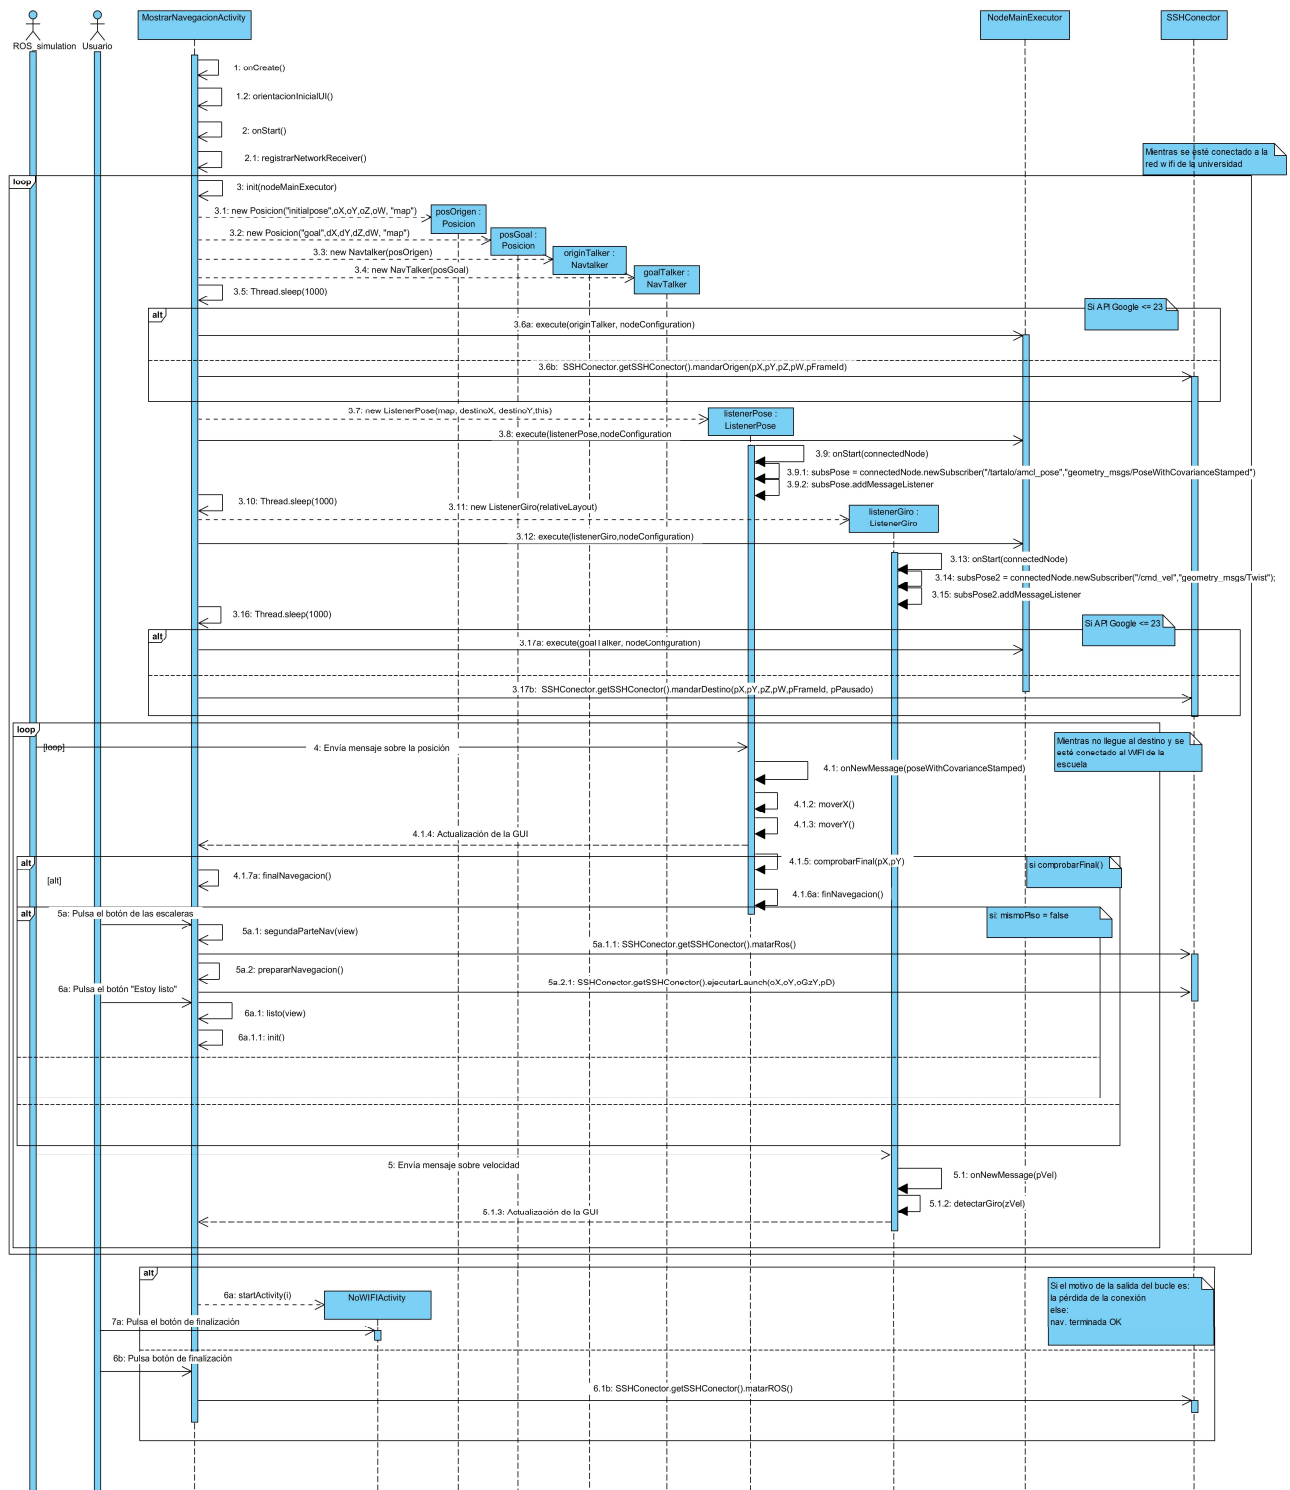 ROS_simulation
Usuario
MostrarNavegacionActivity
NodeMainExecutor
SSHConector
1: onCreate()
1.2: orientacionInicialUI()
2: onStart()
2.1: registrarNetworkReceiver()
Mientras se esté conectado a la
red wifi de la universidad
loop
3: init(nodeMainExecutor)
3.1: new Posicion("initialpose",oX,oY,oZ,oW, "map")
posOrigen :
Posicion
3.2: new Posicion("goal",dX,dY,dZ,dW, "map")
posGoal :
Posicion
3.3: new Navtalker(posOrigen)
originTalker :
Navtalker
3.4: new NavTalker(posGoal)
goalTalker :
NavTalker
3.5: Thread.sleep(1000)
alt
Si API Google <= 23
3.6a: execute(originTalker, nodeConfiguration)
3.6b:  SSHConector.getSSHConector().mandarOrigen(pX,pY,pZ,pW,pFrameId)
3.7: new ListenerPose(map, destinoX, destinoY,this)
listenerPose :
ListenerPose
3.8: execute(listenerPose,nodeConfiguration
3.9: onStart(connectedNode)
3.9.1: subsPose = connectedNode.newSubscriber("/tartalo/amcl_pose","geometry_msgs/PoseWithCovarianceStamped")
3.9.2: subsPose.addMessageListener
3.10: Thread.sleep(1000)
3.11: new ListenerGiro(relativeLayout)
listenerGiro :
ListenerGiro
3.12: execute(listenerGiro,nodeConfiguration)
3.13: onStart(connectedNode)
3.14: subsPose2 = connectedNode.newSubscriber("/cmd_vel","geometry_msgs/Twist");
3.15: subsPose2.addMessageListener
3.16: Thread.sleep(1000)
Si API Google <= 23
alt
3.17a: execute(goalTalker, nodeConfiguration)
3.17b:  SSHConector.getSSHConector().mandarDestino(pX,pY,pZ,pW,pFrameId, pPausado)
loop
[loop]
4: Envía mensaje sobre la posición
Mientras no llegue al destino y se
esté conectado al WIFI de la
escuela
4.1: onNewMessage(poseWithCovarianceStamped)
4.1.2: moverX()
4.1.3: moverY()
4.1.4: Actualización de la GUI
alt
4.1.5: comprobarFinal(pX,pY)
si comprobarFinal()
[alt]
4.1.7a: finalNavegacion()
4.1.6a: finNavegacion()
alt
5a: Pulsa el botón de las escaleras
si: mismoPiso = false
5a.1: segundaParteNav(view)
5a.1.1: SSHConector.getSSHConector().matarRos()
5a.2: prepararNavegacion()
5a.2.1: SSHConector.getSSHConector().ejecutarLaunch(oX,oY,oGzY,pD)
6a: Pulsa el botón "Estoy listo"
6a.1: listo(view)
6a.1.1: init()
5: Envía mensaje sobre velocidad
5.1: onNewMessage(pVel)
5.1.2: detectarGiro(zVel)
5.1.3: Actualización de la GUI
alt
Si el motivo de la salida del bucle es:
la pérdida de la conexión
else:
nav. terminada OK
6a: startActivity(i)
NoWIFIActivity
7a: Pulsa el botón de finalización
6b: Pulsa botón de finalización
6.1b: SSHConector.getSSHConector().matarROS()